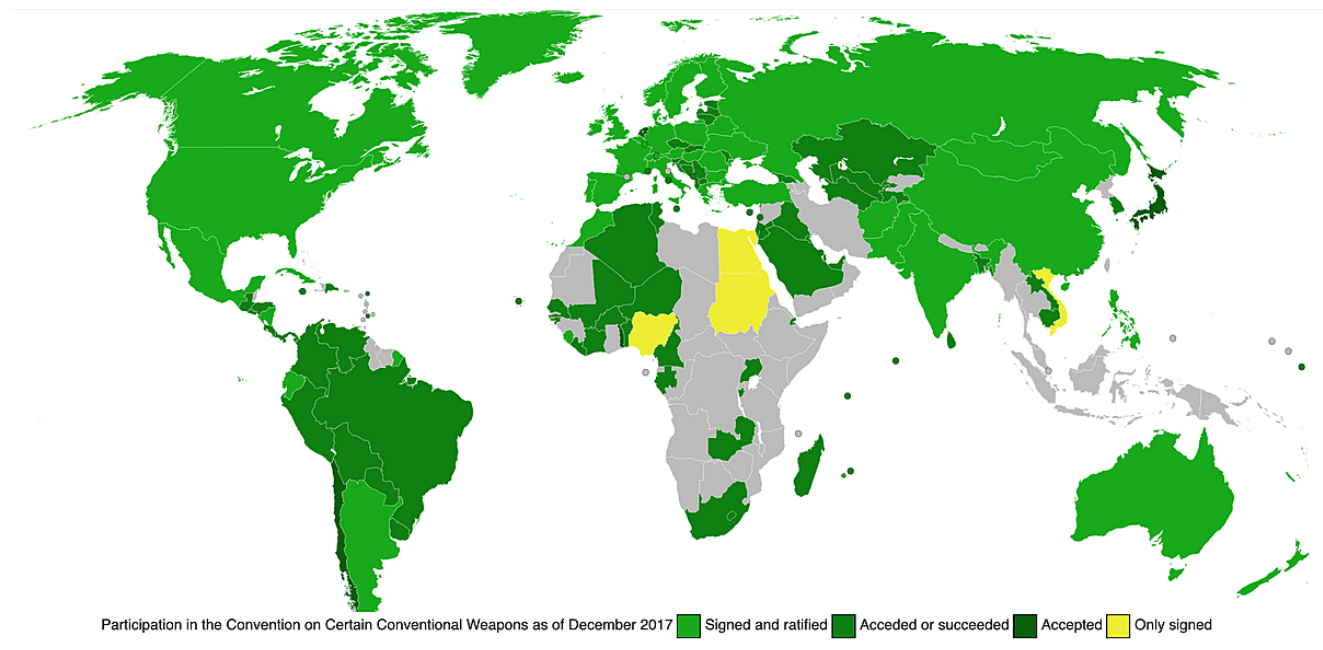 Participation in the Convention on Certain Conventional Weapons as of December 2017 Signed and ratified Acceded or succeeded Accepted Only signed